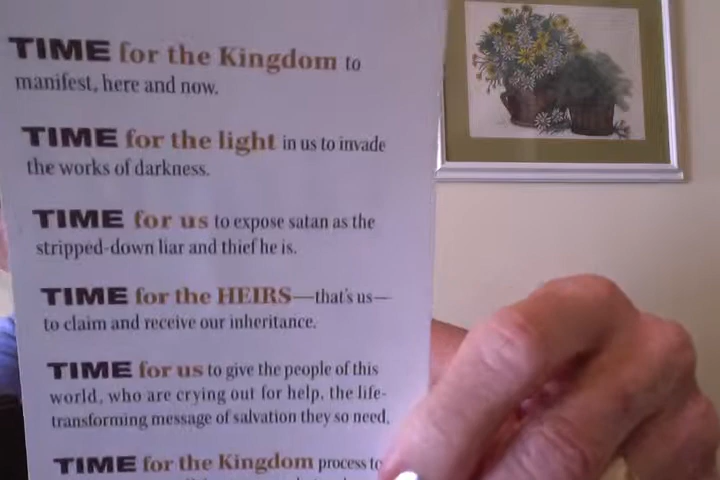 TIME for the Kingdom to
manifest, here and now.
TIME for the light in us to invade
the works of darkness.
TIME for us to expose satan as the
stripped-down liar and thief he is.
TIME for the HEIRS—that's us—
to claim and receive our inheritance.
TIME for us to give the people of this
world, who are crying out for help, the life-
transforming message of salvation they so need.
TIME for the Kingdom process to